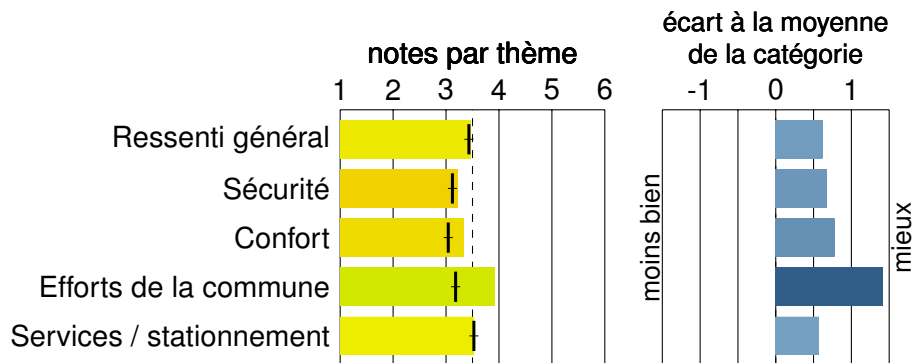 notes par thème
1 2 3 4 5 6
Ressenti général
Sécurité
Confort
Efforts de la commune
Services / stationnement
écart à la moyenne
de la catégorie
-1 0 1
moins bien
mieux